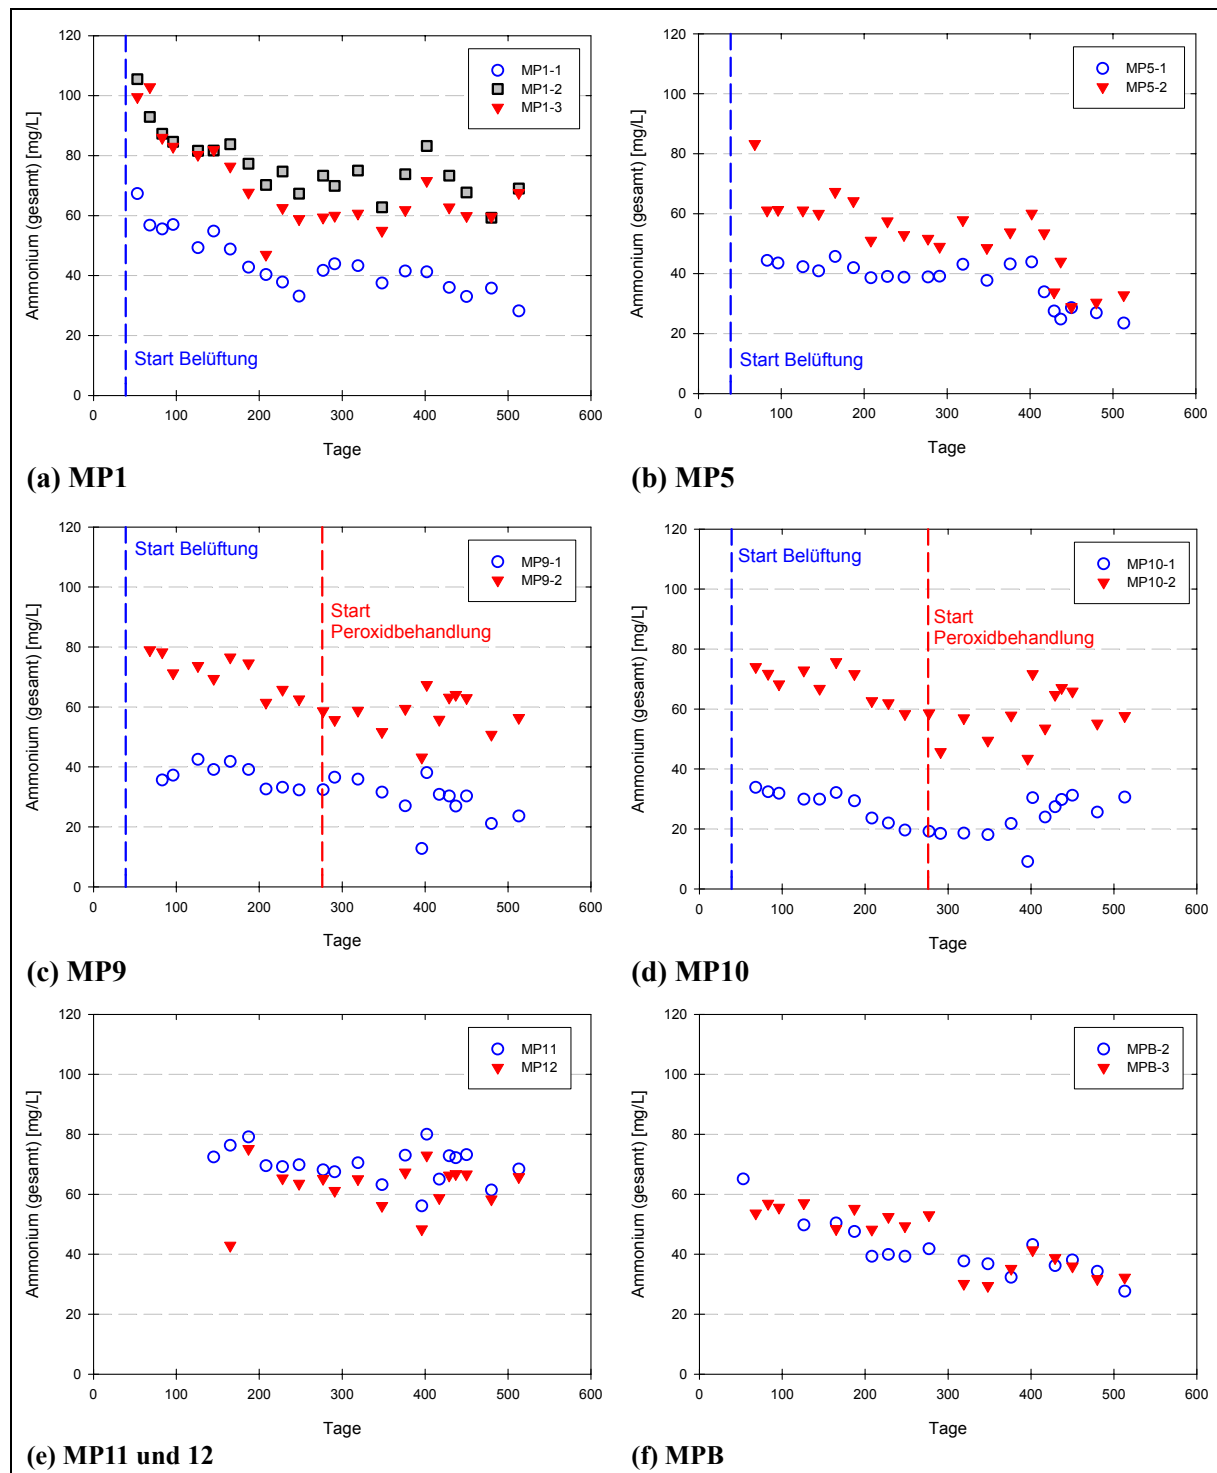 120
100
80
60
40
20
0
Ammonium (gesamt) [mg/L]
MP1-1
MP1-2
MP1-3
Start Belüftung
0 100 200 300 400 500 600
Tage
(a) MP1
120
100
80
60
40
20
0
Ammonium (gesamt) [mg/L]
MP5-1
MP5-2
Start Belüftung
0 100 200 300 400 500 600
Tage
(b) MP5
120
100
80
60
40
20
0
Ammonium (gesamt) [mg/L]
Start Belüftung
MP9-1
MP9-2
Start
Peroxidbehandlung
0 100 200 300 400 500 600
Tage
(c) MP9
120
100
80
60
40
20
0
Ammonium (gesamt) [mg/L]
Start Belüftung
MP10-1
MP10-2
Start
Peroxidbehandlung
0 100 200 300 400 500 600
Tage
(d) MP10
120
100
80
60
40
20
0
Ammonium (gesamt) [mg/L]
MP11
MP12
0 100 200 300 400 500 600
Tage
(e) MP11 und 12
120
100
80
60
40
20
0
Ammonium (gesamt) [mg/L]
MPB-2
MPB-3
0 100 200 300 400 500 600
Tage
(f) MPB